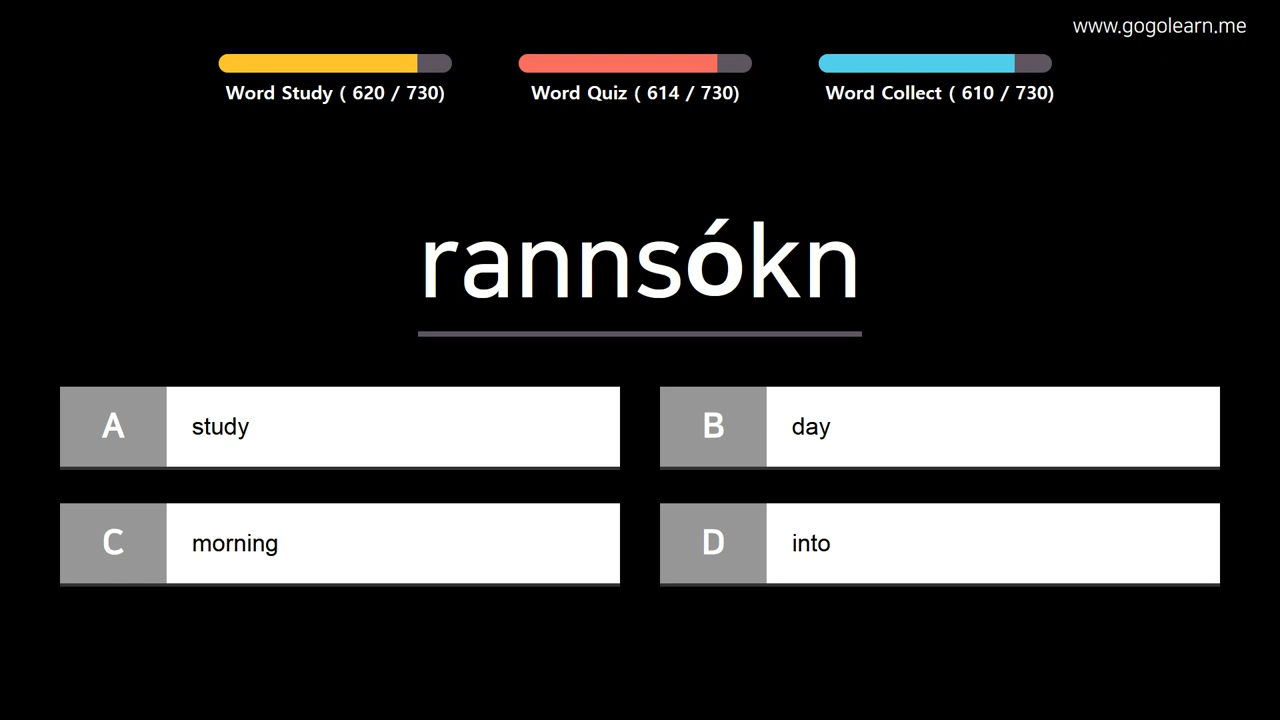 www.gogolearn.me
Word Study ( 620 / 730)
Word Quiz ( 614 / 730)
Word Collect ( 610 / 730)
rannsókn
A study
B day
C morning
D into